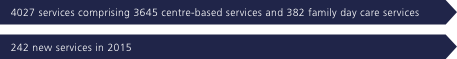 4027 services comprising 3645 centre-based services and 382 family day care services
242 new services in 2015